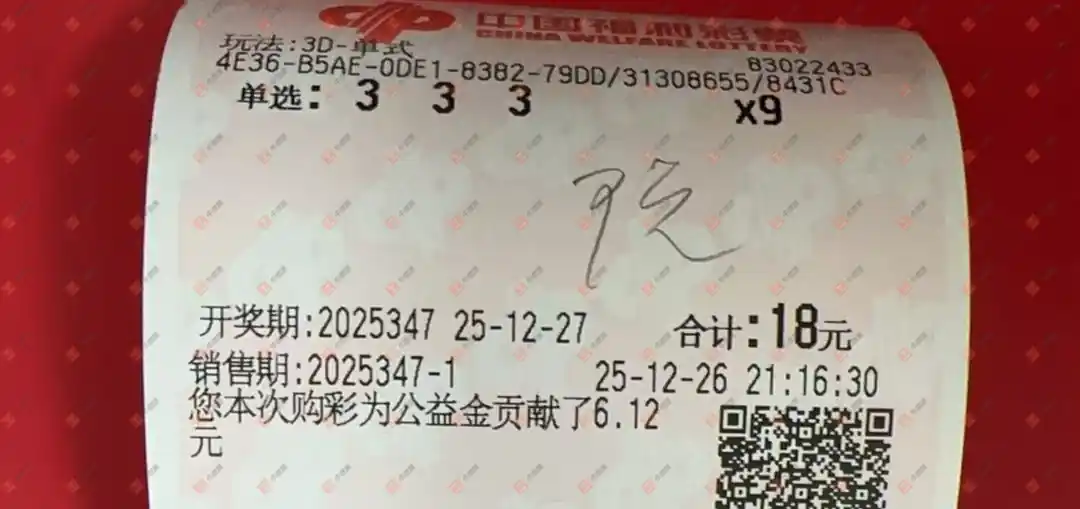 中国福利彩票
CHINA WELFARE LOTTERY
玩法:3D-单式
83022433
4E36-B5AE-0DE1-8382-79DD/31308655/8431C
单选: 3 3 3 x9
开奖期:2025347 25-12-27 合计:18元
销售期:2025347-1 25-12-26 21:16:30
您本次购彩为公益金贡献了6.12
元